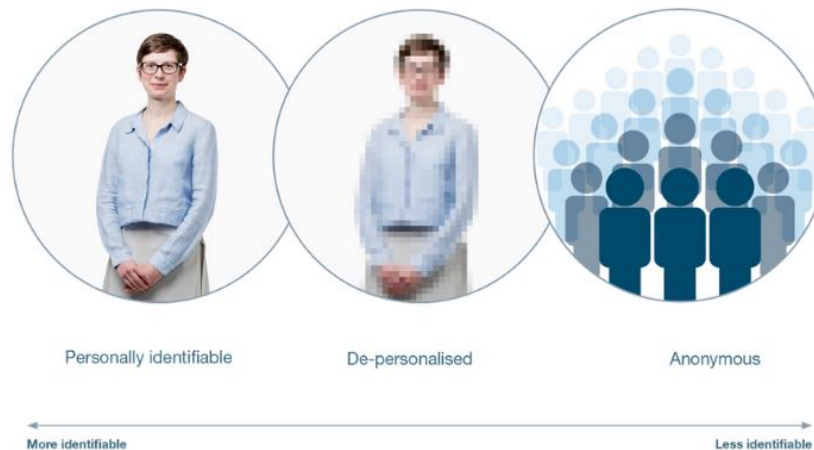 Personally identifiable
De-personalised
Anonymous
More identifiable
Less identifiable